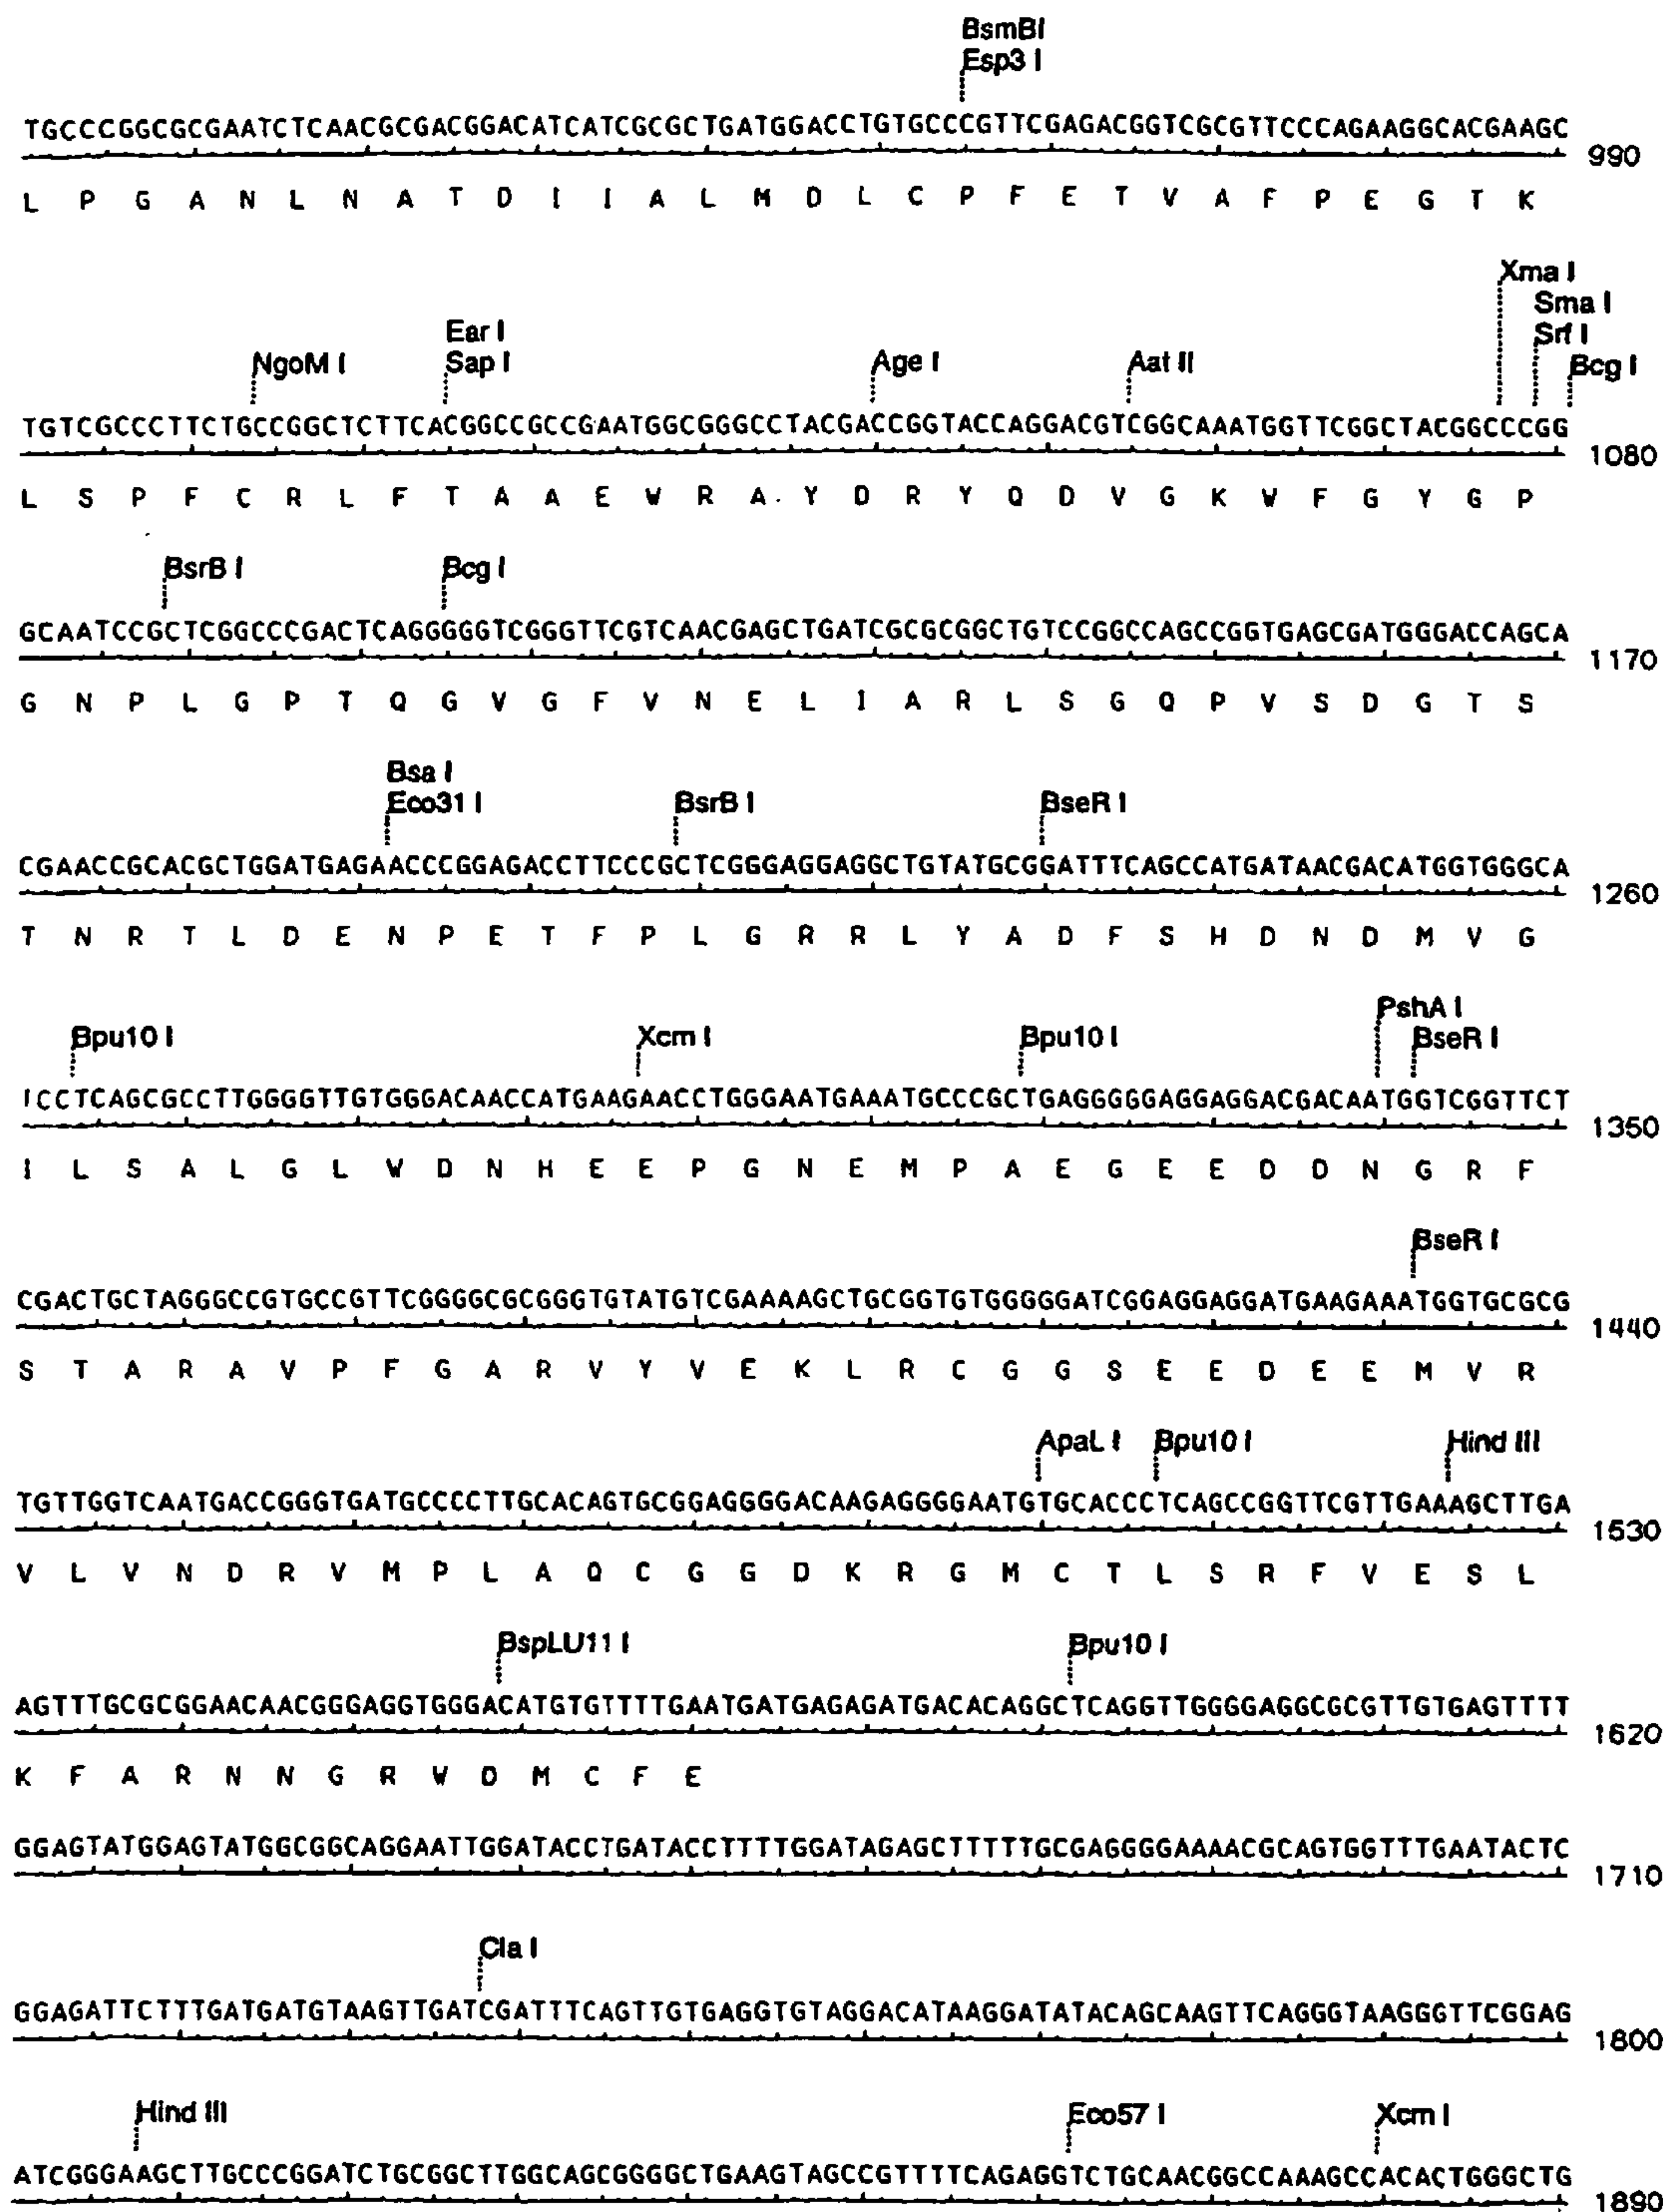 BsmBI
Esp3 I
TGCCCGGCGCGAATCTCAACGCGACGGACATCATCGCGCTGATGGACCTGTGCCCGTTCGAGACGGTCGCGTTCCCAGAAGGCACGAAGC 990
L P G A N L N A T D I I A L M D L C P F E T V A F P E G T K
Xma I
Sma I
Ear I Srf I
NgoM I Sap I Age I Aat II Bcg I
TGTCGCCCTTCTGCCGGCTCTTCACGGCCGCCGAATGGCGGGCCTACGACCGGTACCAGGACGTCGGCAAATGGTTCGGCTACGGCCCGG 1080
L S P F C R L F T A A E W R A Y D R Y Q D V G K W F G Y G P
BsrB I Bcg I
GCAATCCGCTCGGCCCGACTCAGGGGGTCGGGTTCGTCAACGAGCTGATCGCGCGGCTGTCCGGCCAGCCGGTGAGCGATGGGACCAGCA 1170
G N P L G P T Q G V G F V N E L I A R L S G Q P V S D G T S
Bsa I
Eco31 I BsrB I BseR I
CGAACCGCACGCTGGATGAGAACCCGGAGACCTTCCCGCTCGGGAGGAGGCTGTATGCGGATTTCAGCCATGATAACGACATGGTGGGCA 1260
T N R T L D E N P E T F P L G R R L Y A D F S H D N D M V G
PshA I
Bpu10 I Xcm I Bpu10 I BseR I
TCCTCAGCGCCTTGGGGTTGTGGGACAACCATGAAGAACCTGGGAATGAAATGCCCGCTGAGGGGGAGGAGGACGACAATGGTCGGTTCT 1350
I L S A L G L W D N H E E P G N E M P A E G E E D D N G R F
BseR I
CGACTGCTAGGGCCGTGCCGTTCGGGGCGCGGGTGTATGTCGAAAAGCTGCGGTGTGGGGGATCGGAGGAGGATGAAGAAATGGTGCGCG 1440
S T A R A V P F G A R V Y V E K L R C G G S E E D E E M V R
ApaL I Bpu10 I Hind III
TGTTGGTCAATGACCGGGTGATGCCCCTTGCACAGTGCGGAGGGGACAAGAGGGGAATGTGCACCCTCAGCCGGTTCGTTGAAAGCTTGA 1530
V L V N D R V M P L A Q C G G D K R G M C T L S R F V E S L
BspLU11 I Bpu10 I
AGTTTGCGCGGAACAACGGGAGGTGGGACATGTGTTTTGAATGATGAGAGATGACACAGGCTCAGGTTGGGGAGGCGCGTTGTGAGTTTT 1620
K F A R N N G R W D M C F E
GGAGTATGGAGTATGGCGGCAGGAATTGGATACCTGATACCTTTTGGATAGAGCTTTTTGCGAGGGGAAAACGCAGTGGTTTGAATACTC 1710
Cla I
GGAGATTCTTTGATGATGTAAGTTGATCGATTTCAGTTGTGAGGTGTAGGACATAAGGATATACAGCAAGTTCAGGGTAAGGGTTCGGAG 1800
Hind III Eco57 I Xcm I
ATCGGGAAGCTTGCCCGGATCTGCGGCTTGGCAGCGGGGCTGAAGTAGCCGTTTTCAGAGGTCTGCAACGGCCAAAGCCACACTGGGCTG 1890